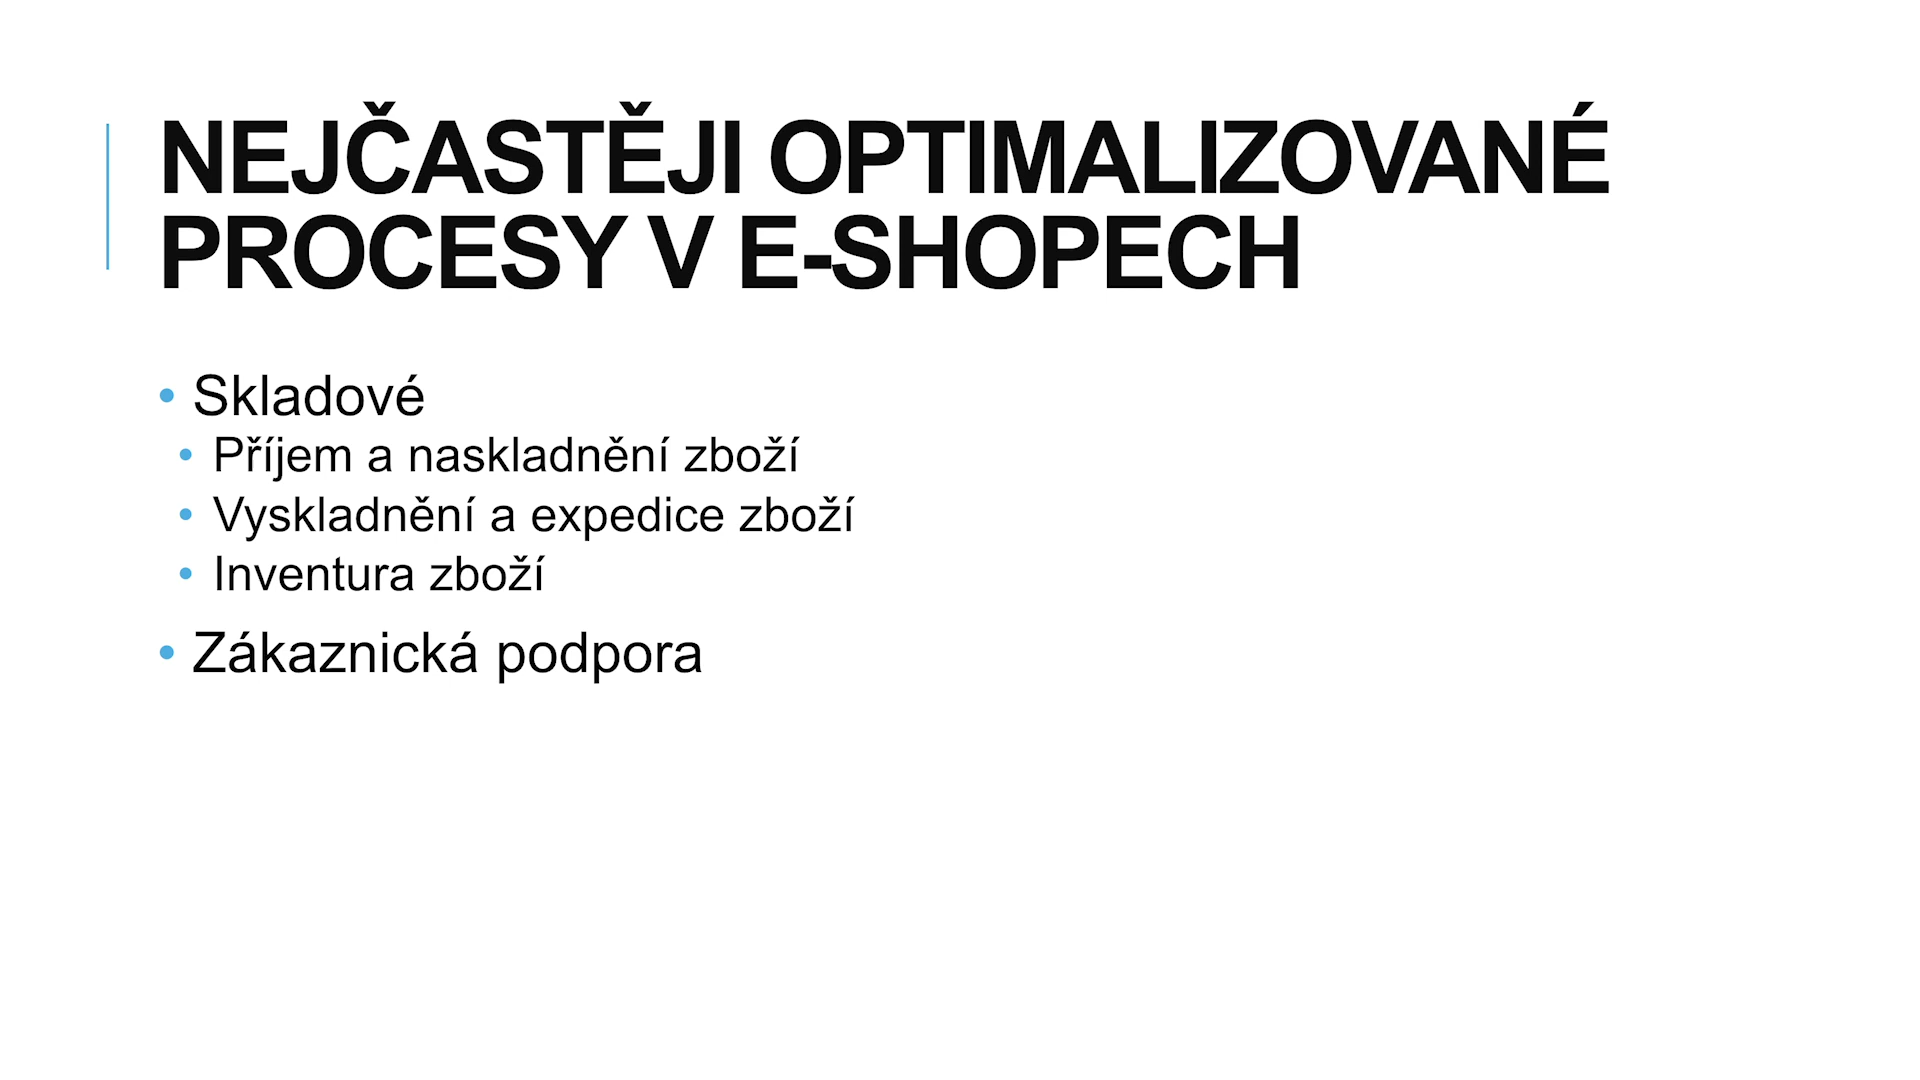 NEJČASTĚJI OPTIMALIZOVANÉ
PROCESY V E-SHOPECH
• Skladové
• Příjem a naskladnění zboží
• Vyskladnění a expedice zboží
• Inventura zboží
• Zákaznická podpora